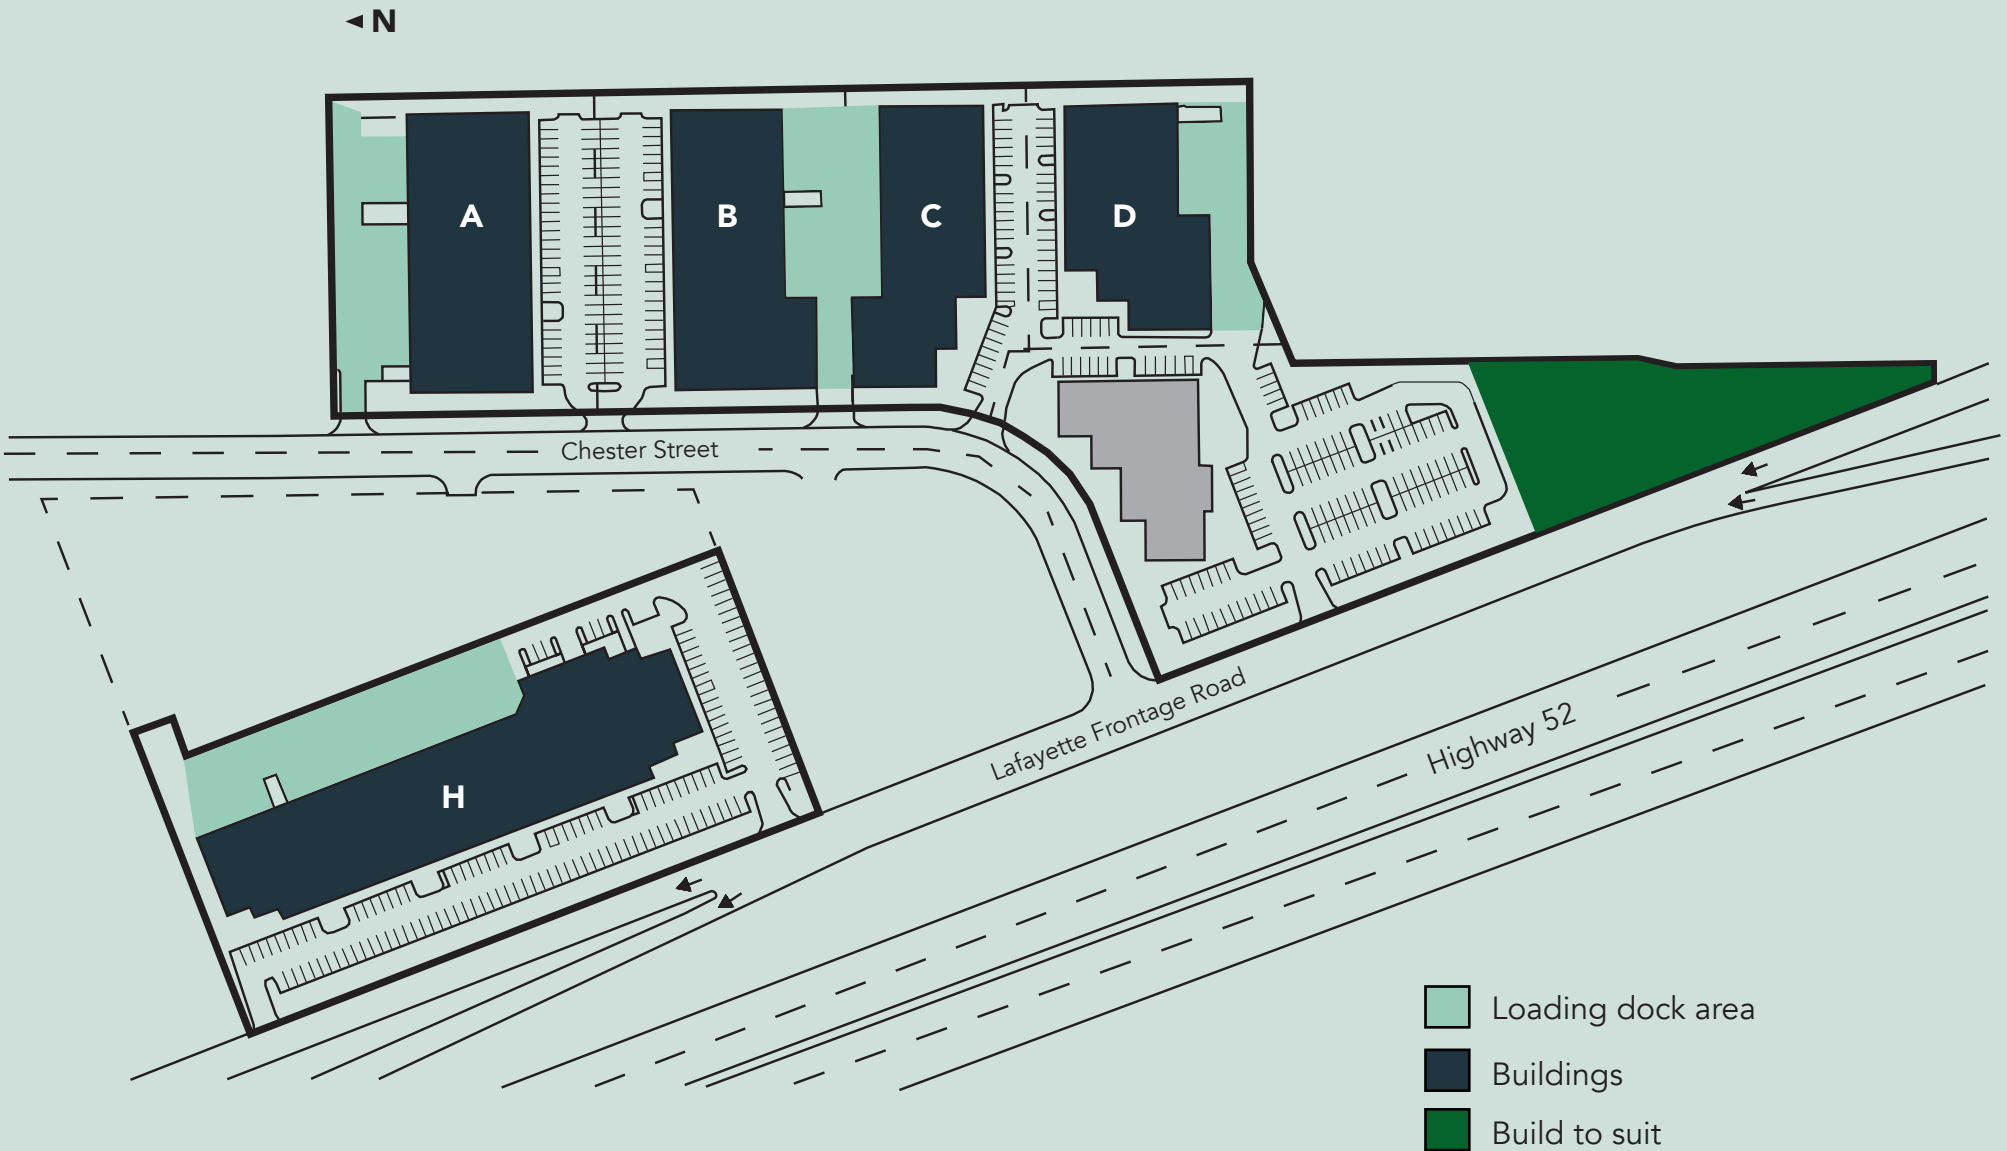 N
A
B
C
D
Chester Street
H
Lafayette Frontage Road
Highway 52
Loading dock area
Buildings
Build to suit